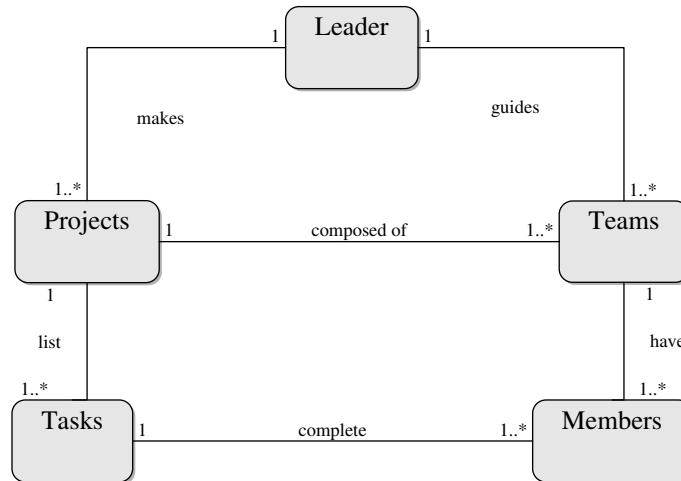 Leader
1
1
makes
guides
1..*
1..*
Projects
Teams
1
composed of
1..*
1
1
list
have
1..*
1..*
Tasks
Members
1
complete
1..*